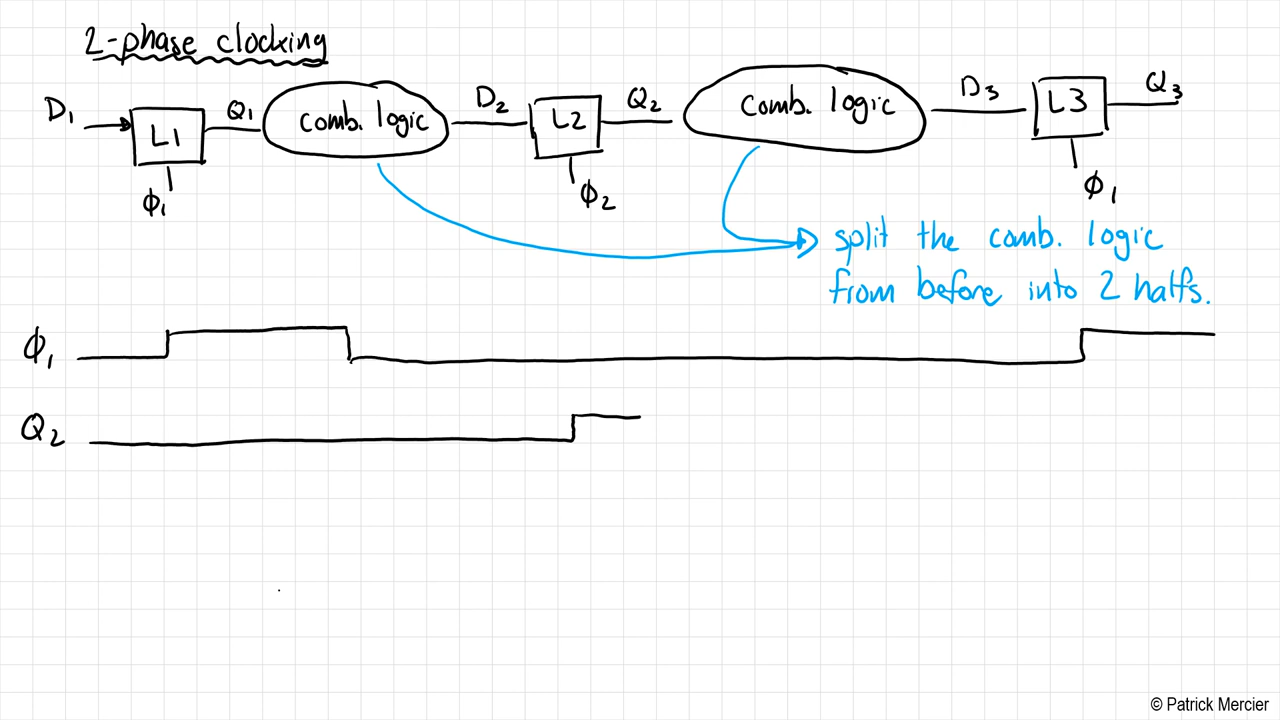 2-phase clocking
D1 L1 Q1 comb. logic D2 L2 Q2 comb. logic D3 L3 Q3
ϕ1 ϕ2 ϕ1
split the comb. logic
from before into 2 halfs.
ϕ1
Q2
© Patrick Mercier